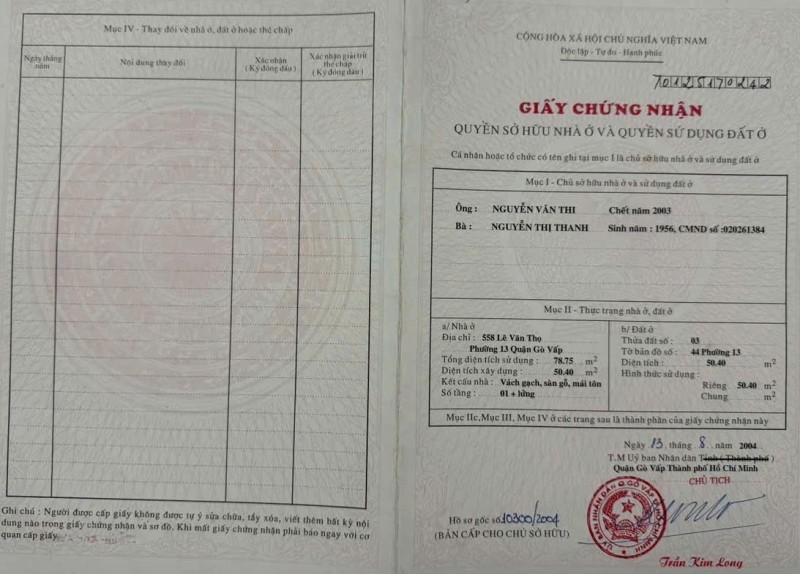 Mục IV - Thay đổi về nhà ở, đất ở hoặc thế chấp
Ngày tháng năm
Nội dung thay đổi
Xác nhận (Ký đóng dấu)
Xác nhận giải trừ thế chấp (Ký đóng dấu)
Ghi chú : Người được cấp giấy không được tự ý sửa chữa, tẩy xóa, viết thêm bất kỳ nội
dung nào trong giấy chứng nhận và sơ đồ. Khi mất giấy chứng nhận phải báo ngay với cơ
quan cấp giấy.
CỘNG HÒA XÃ HỘI CHỦ NGHĨA VIỆT NAM
Độc lập - Tự do - Hạnh phúc
GIẤY CHỨNG NHẬN
QUYỀN SỞ HỮU NHÀ Ở VÀ QUYỀN SỬ DỤNG ĐẤT Ở
Cá nhân hoặc tổ chức có tên ghi tại mục I là chủ sở hữu nhà ở và sử dụng đất ở
Mục I - Chủ sở hữu nhà ở và sử dụng đất ở
Ông : NGUYỄN VĂN THI Chết năm 2003
Bà : NGUYỄN THỊ THANH Sinh năm : 1956, CMND số :020261384
Mục II - Thực trạng nhà ở, đất ở
a/ Nhà ở
Địa chỉ : 558 Lê Văn Thọ
Phường 13 Quận Gò Vấp
Tổng diện tích sử dụng : 78.75 m2
Diện tích xây dựng : 50.40 m2
Kết cấu nhà : Vách gạch, sàn gỗ, mái tôn
Số tầng : 01 + lửng
b/ Đất ở
Thửa đất số : 03
Tờ bản đồ số : 44 Phường 13
Diện tích : 50.40 m2
Hình thức sử dụng :
Riêng 50.40 m2
Chung m2
Mục IIc, Mục III, Mục IV ở các trang sau là thành phần của giấy chứng nhận này
Ngày 13 tháng 8 năm 2004
T.M Uỷ ban Nhân dân Tỉnh ( Thành phố )
Quận Gò Vấp Thành phố Hồ Chí Minh
CHỦ TỊCH
Hồ sơ gốc số 10300/2004
(BẢN CẤP CHO CHỦ SỞ HỮU)
Trần Kim Long